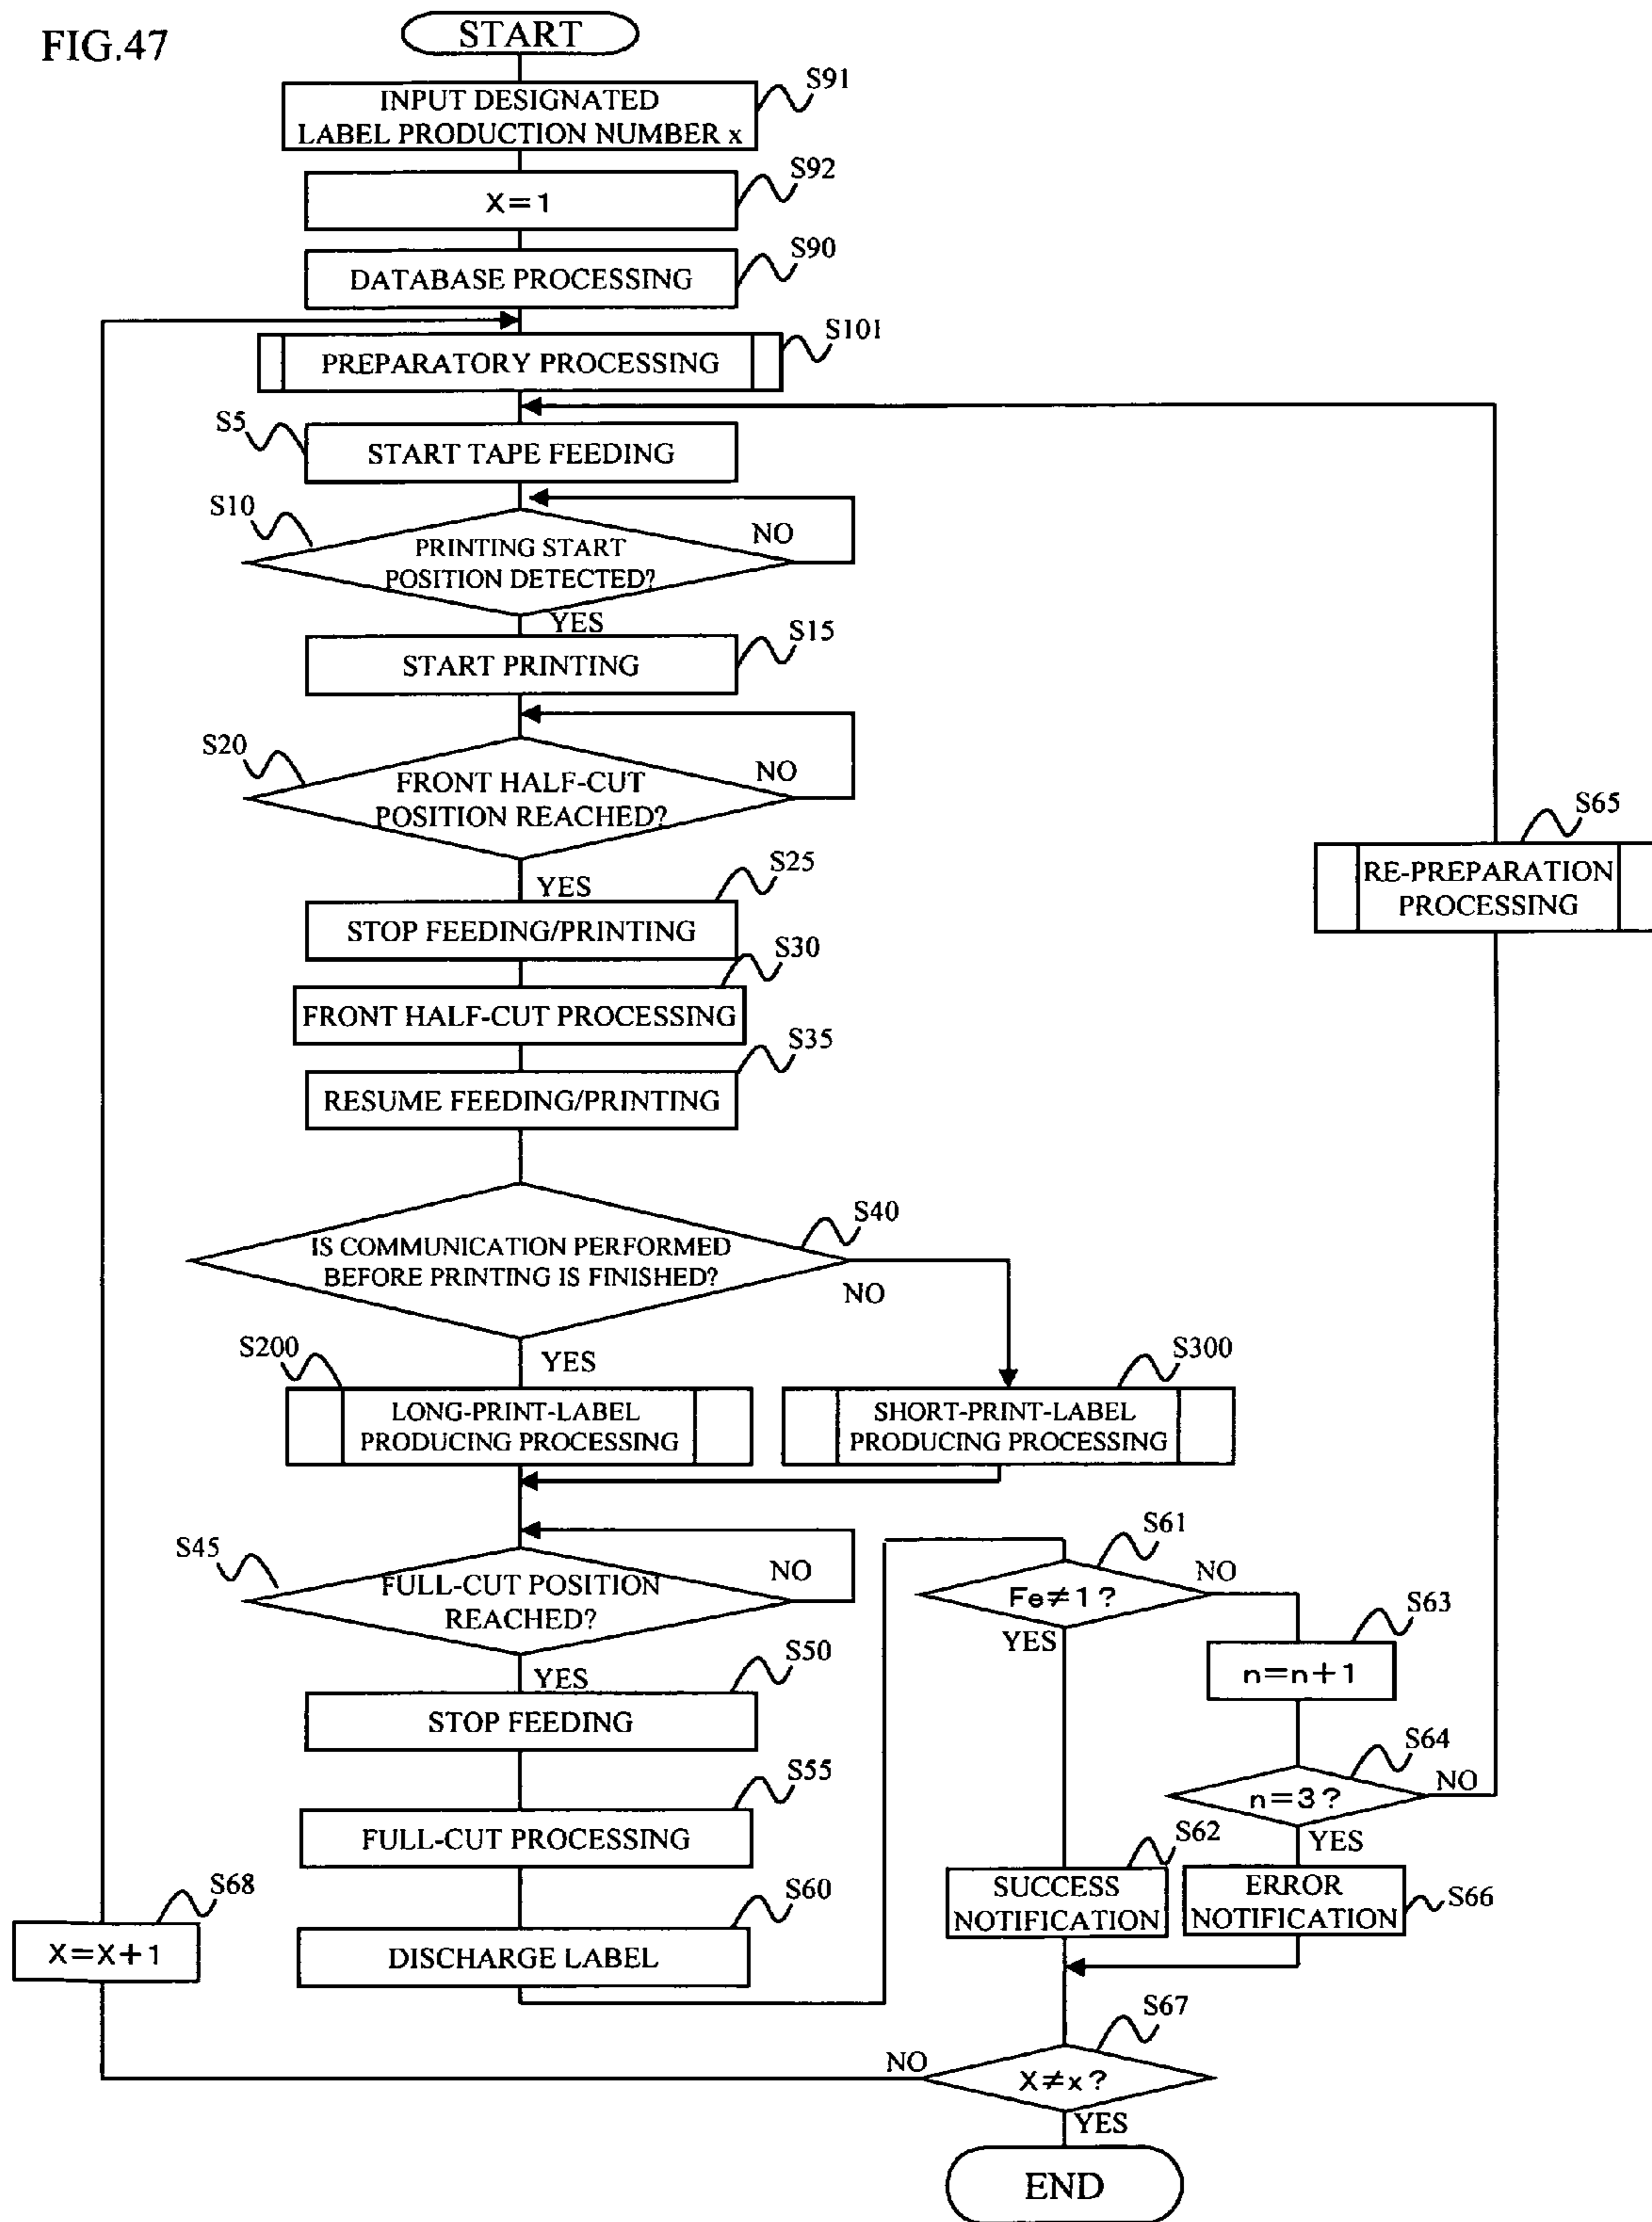 FIG.47
START
S91
INPUT DESIGNATED
LABEL PRODUCTION NUMBER x
S92
X=1
S90
DATABASE PROCESSING
S101
PREPARATORY PROCESSING
S5
START TAPE FEEDING
S10
NO
PRINTING START
POSITION DETECTED?
YES
S15
START PRINTING
S20
NO
FRONT HALF-CUT
POSITION REACHED?
S65
RE-PREPARATION
PROCESSING
YES
S25
STOP FEEDING/PRINTING
S30
FRONT HALF-CUT PROCESSING
S35
RESUME FEEDING/PRINTING
S40
IS COMMUNICATION PERFORMED
BEFORE PRINTING IS FINISHED?
NO
YES
S200
S300
LONG-PRINT-LABEL
PRODUCING PROCESSING
SHORT-PRINT-LABEL
PRODUCING PROCESSING
S45
NO
FULL-CUT POSITION
REACHED?
YES
S50
STOP FEEDING
S55
FULL-CUT PROCESSING
S60
DISCHARGE LABEL
S61
NO
Fe≠1?
YES
S63
n=n+1
S64
NO
n=3?
YES
S62
SUCCESS
NOTIFICATION
ERROR
NOTIFICATION
S66
S68
X=X+1
S67
NO
X≠x?
YES
END